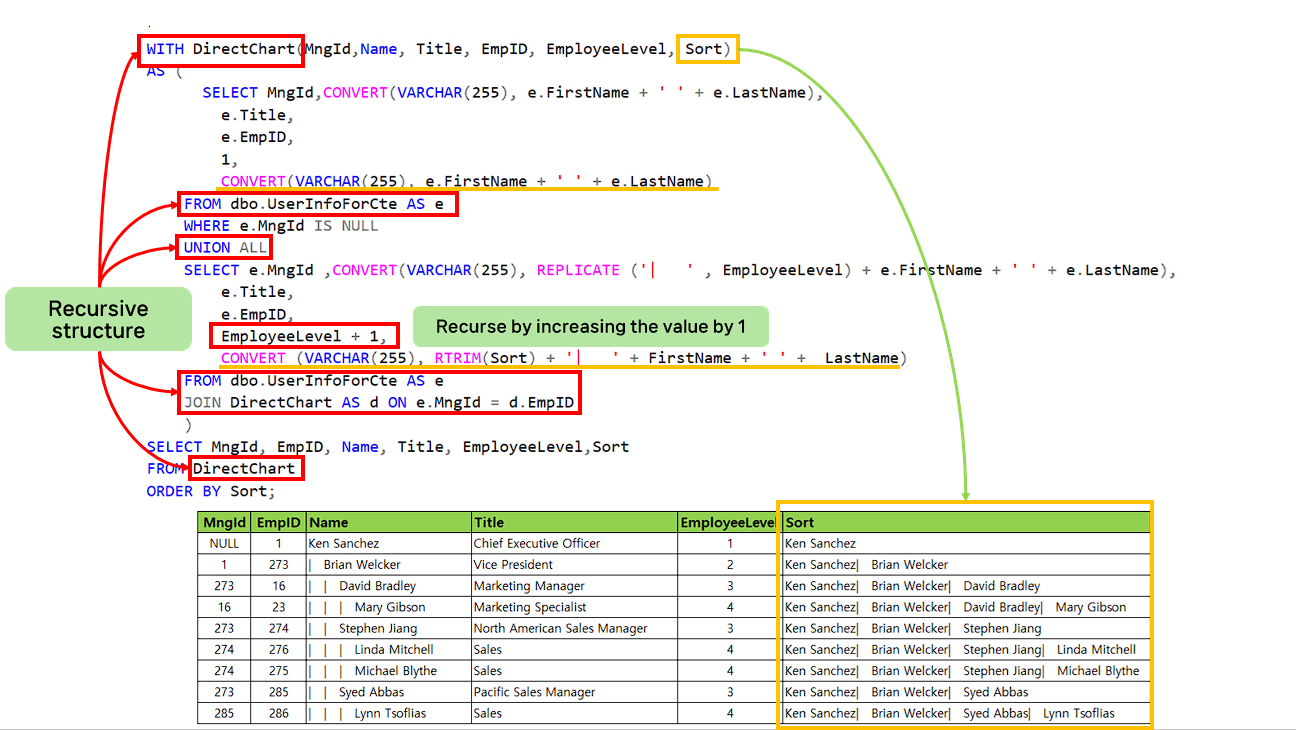 WITH DirectChart(MngId,Name, Title, EmpID, EmployeeLevel, Sort)
AS (
SELECT MngId,CONVERT(VARCHAR(255), e.FirstName + ' ' + e.LastName),
e.Title,
e.EmpID,
1,
CONVERT(VARCHAR(255), e.FirstName + ' ' + e.LastName)
FROM dbo.UserInfoForCte AS e
WHERE e.MngId IS NULL
UNION ALL
SELECT e.MngId ,CONVERT(VARCHAR(255), REPLICATE ('|   ' , EmployeeLevel) + e.FirstName + ' ' + e.LastName),
e.Title,
e.EmpID,
Recursive
structure
EmployeeLevel + 1,
Recurse by increasing the value by 1
CONVERT (VARCHAR(255), RTRIM(Sort) + '|   ' + FirstName + ' ' +  LastName)
FROM dbo.UserInfoForCte AS e
JOIN DirectChart AS d ON e.MngId = d.EmpID
)
SELECT MngId, EmpID, Name, Title, EmployeeLevel,Sort
FROM DirectChart
ORDER BY Sort;
MngId EmpID Name Title EmployeeLevel Sort
NULL 1 Ken Sanchez Chief Executive Officer 1 Ken Sanchez
1 273 | Brian Welcker Vice President 2 Ken Sanchez| Brian Welcker
273 16 | | David Bradley Marketing Manager 3 Ken Sanchez| Brian Welcker| David Bradley
16 23 | | | Mary Gibson Marketing Specialist 4 Ken Sanchez| Brian Welcker| David Bradley| Mary Gibson
273 274 | | Stephen Jiang North American Sales Manager 3 Ken Sanchez| Brian Welcker| Stephen Jiang
274 276 | | | Linda Mitchell Sales 4 Ken Sanchez| Brian Welcker| Stephen Jiang| Linda Mitchell
274 275 | | | Michael Blythe Sales 4 Ken Sanchez| Brian Welcker| Stephen Jiang| Michael Blythe
273 285 | | Syed Abbas Pacific Sales Manager 3 Ken Sanchez| Brian Welcker| Syed Abbas
285 286 | | | Lynn Tsoflias Sales 4 Ken Sanchez| Brian Welcker| Syed Abbas| Lynn Tsoflias